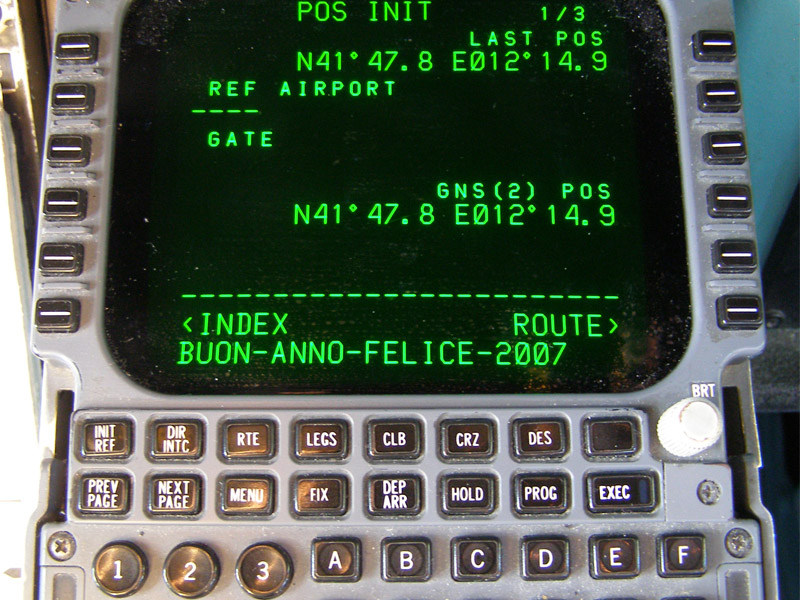 POS INIT 1/3
LAST POS
N41°47.8 E012°14.9
REF AIRPORT
----
GATE
GNS(2) POS
N41°47.8 E012°14.9
------------------------
<INDEX ROUTE>
BUON-ANNO-FELICE-2007
BRT
INIT REF DIR INTC RTE LEGS CLB CRZ DES
PREV PAGE NEXT PAGE MENU FIX DEP ARR HOLD PROG EXEC
1 2 3 A B C D E F